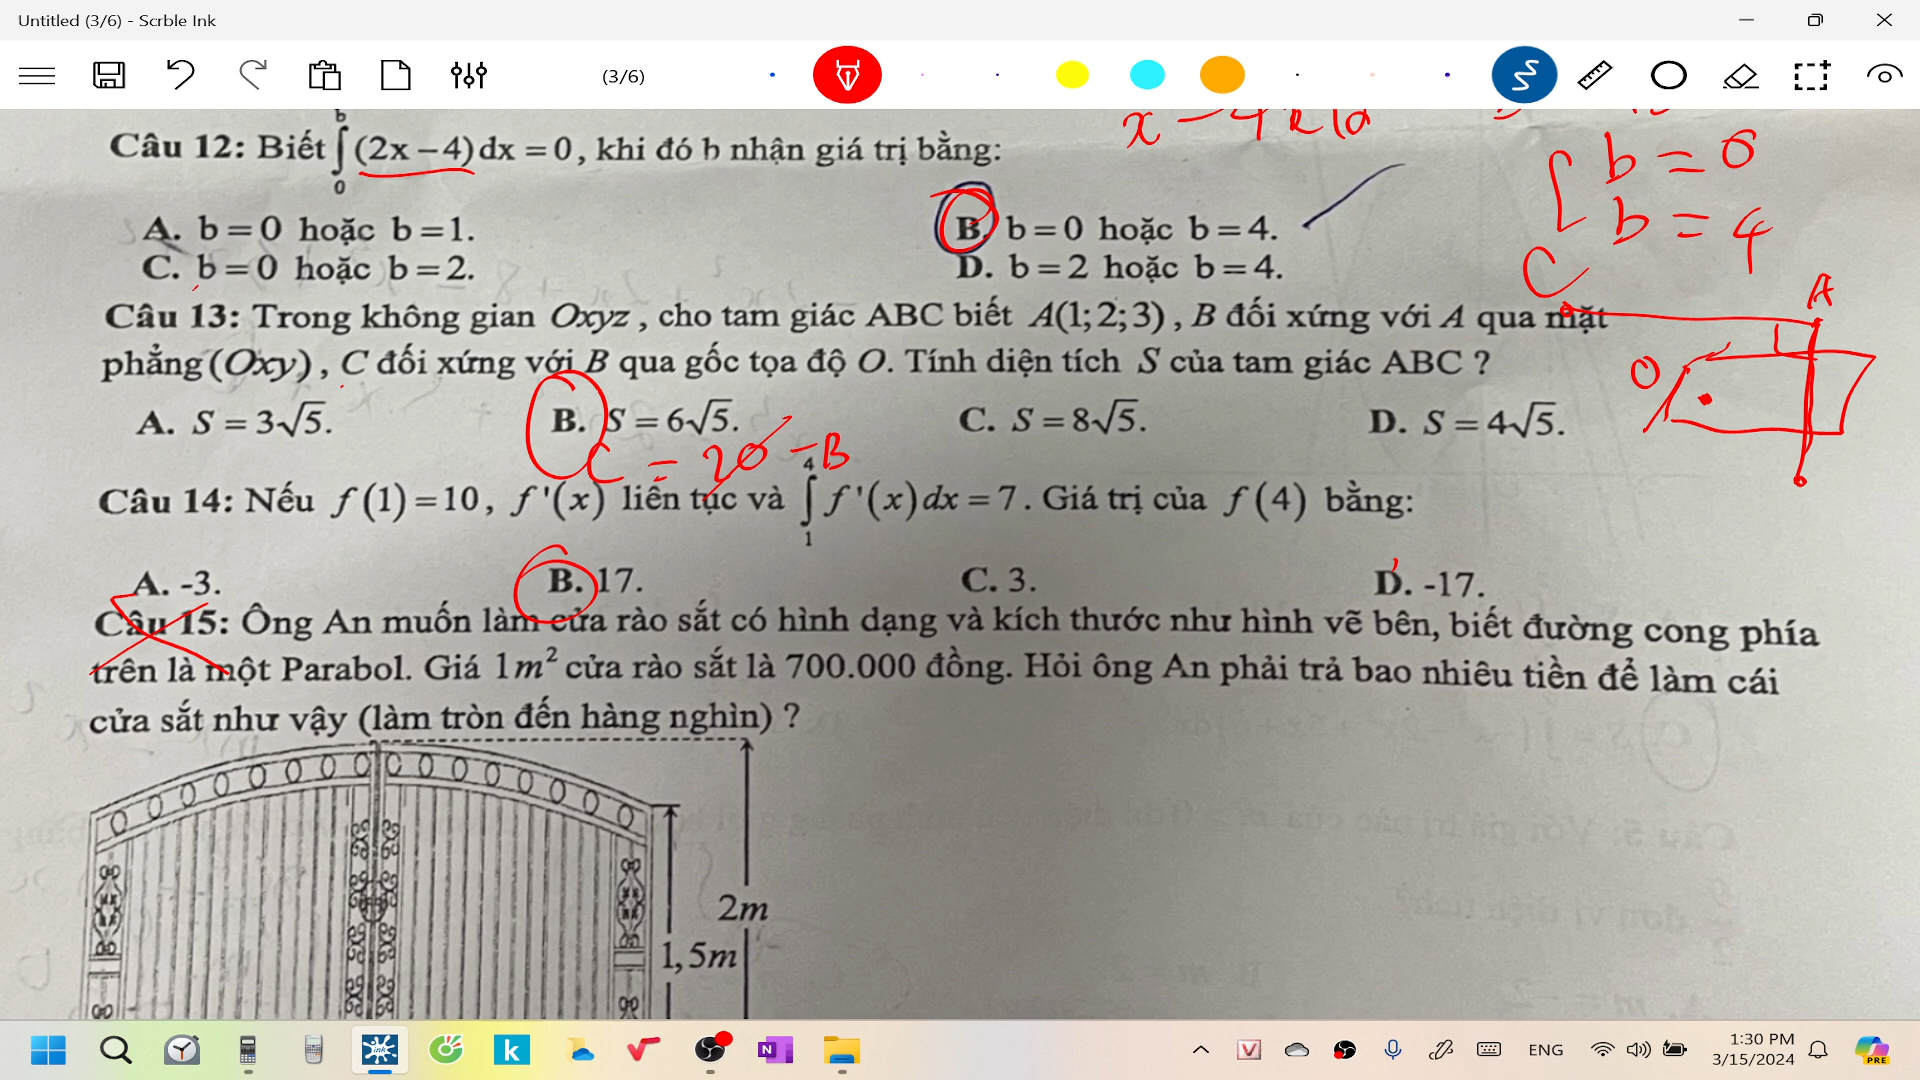 Untitled (3/6) - Scrble Ink
(3/6)
Câu 12: Biết ∫₀ᵇ (2x − 4) dx = 0, khi đó b nhận giá trị bằng:
A. b = 0 hoặc b = 1.
B. b = 0 hoặc b = 4.
C. b = 0 hoặc b = 2.
D. b = 2 hoặc b = 4.
b = 0
b = 4
Câu 13: Trong không gian Oxyz, cho tam giác ABC biết A(1; 2; 3), B đối xứng với A qua mặt
phẳng (Oxy), C đối xứng với B qua gốc tọa độ O. Tính diện tích S của tam giác ABC ?
A. S = 3√5.
B. S = 6√5.
C. S = 8√5.
D. S = 4√5.
C
A
O
C = 20 − B
Câu 14: Nếu f(1) = 10, f'(x) liên tục và ∫₁⁴ f'(x)dx = 7. Giá trị của f(4) bằng:
A. -3.
B. 17.
C. 3.
D. -17.
Câu 15: Ông An muốn làm cửa rào sắt có hình dạng và kích thước như hình vẽ bên, biết đường cong phía
trên là một Parabol. Giá 1m² cửa rào sắt là 700.000 đồng. Hỏi ông An phải trả bao nhiêu tiền để làm cái
cửa sắt như vậy (làm tròn đến hàng nghìn) ?
2m
1,5m
ENG
1:30 PM
3/15/2024
PRE